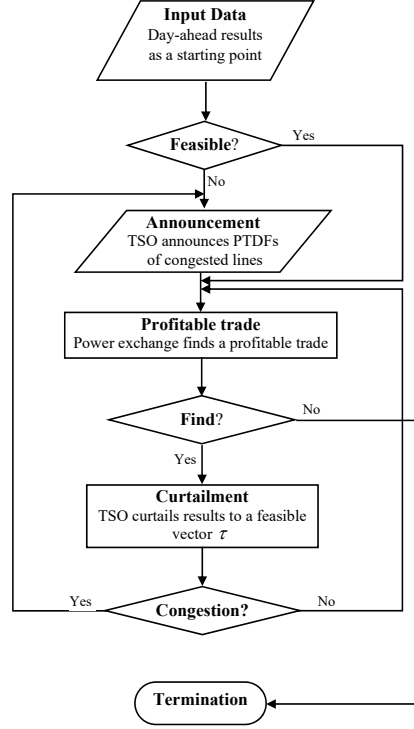 Input Data
Day-ahead results
as a starting point
Feasible?
Yes
No
Announcement
TSO announces PTDFs
of congested lines
Profitable trade
Power exchange finds a profitable trade
Find?
No
Yes
Curtailment
TSO curtails results to a feasible
vector τ
Yes
Congestion?
No
Termination